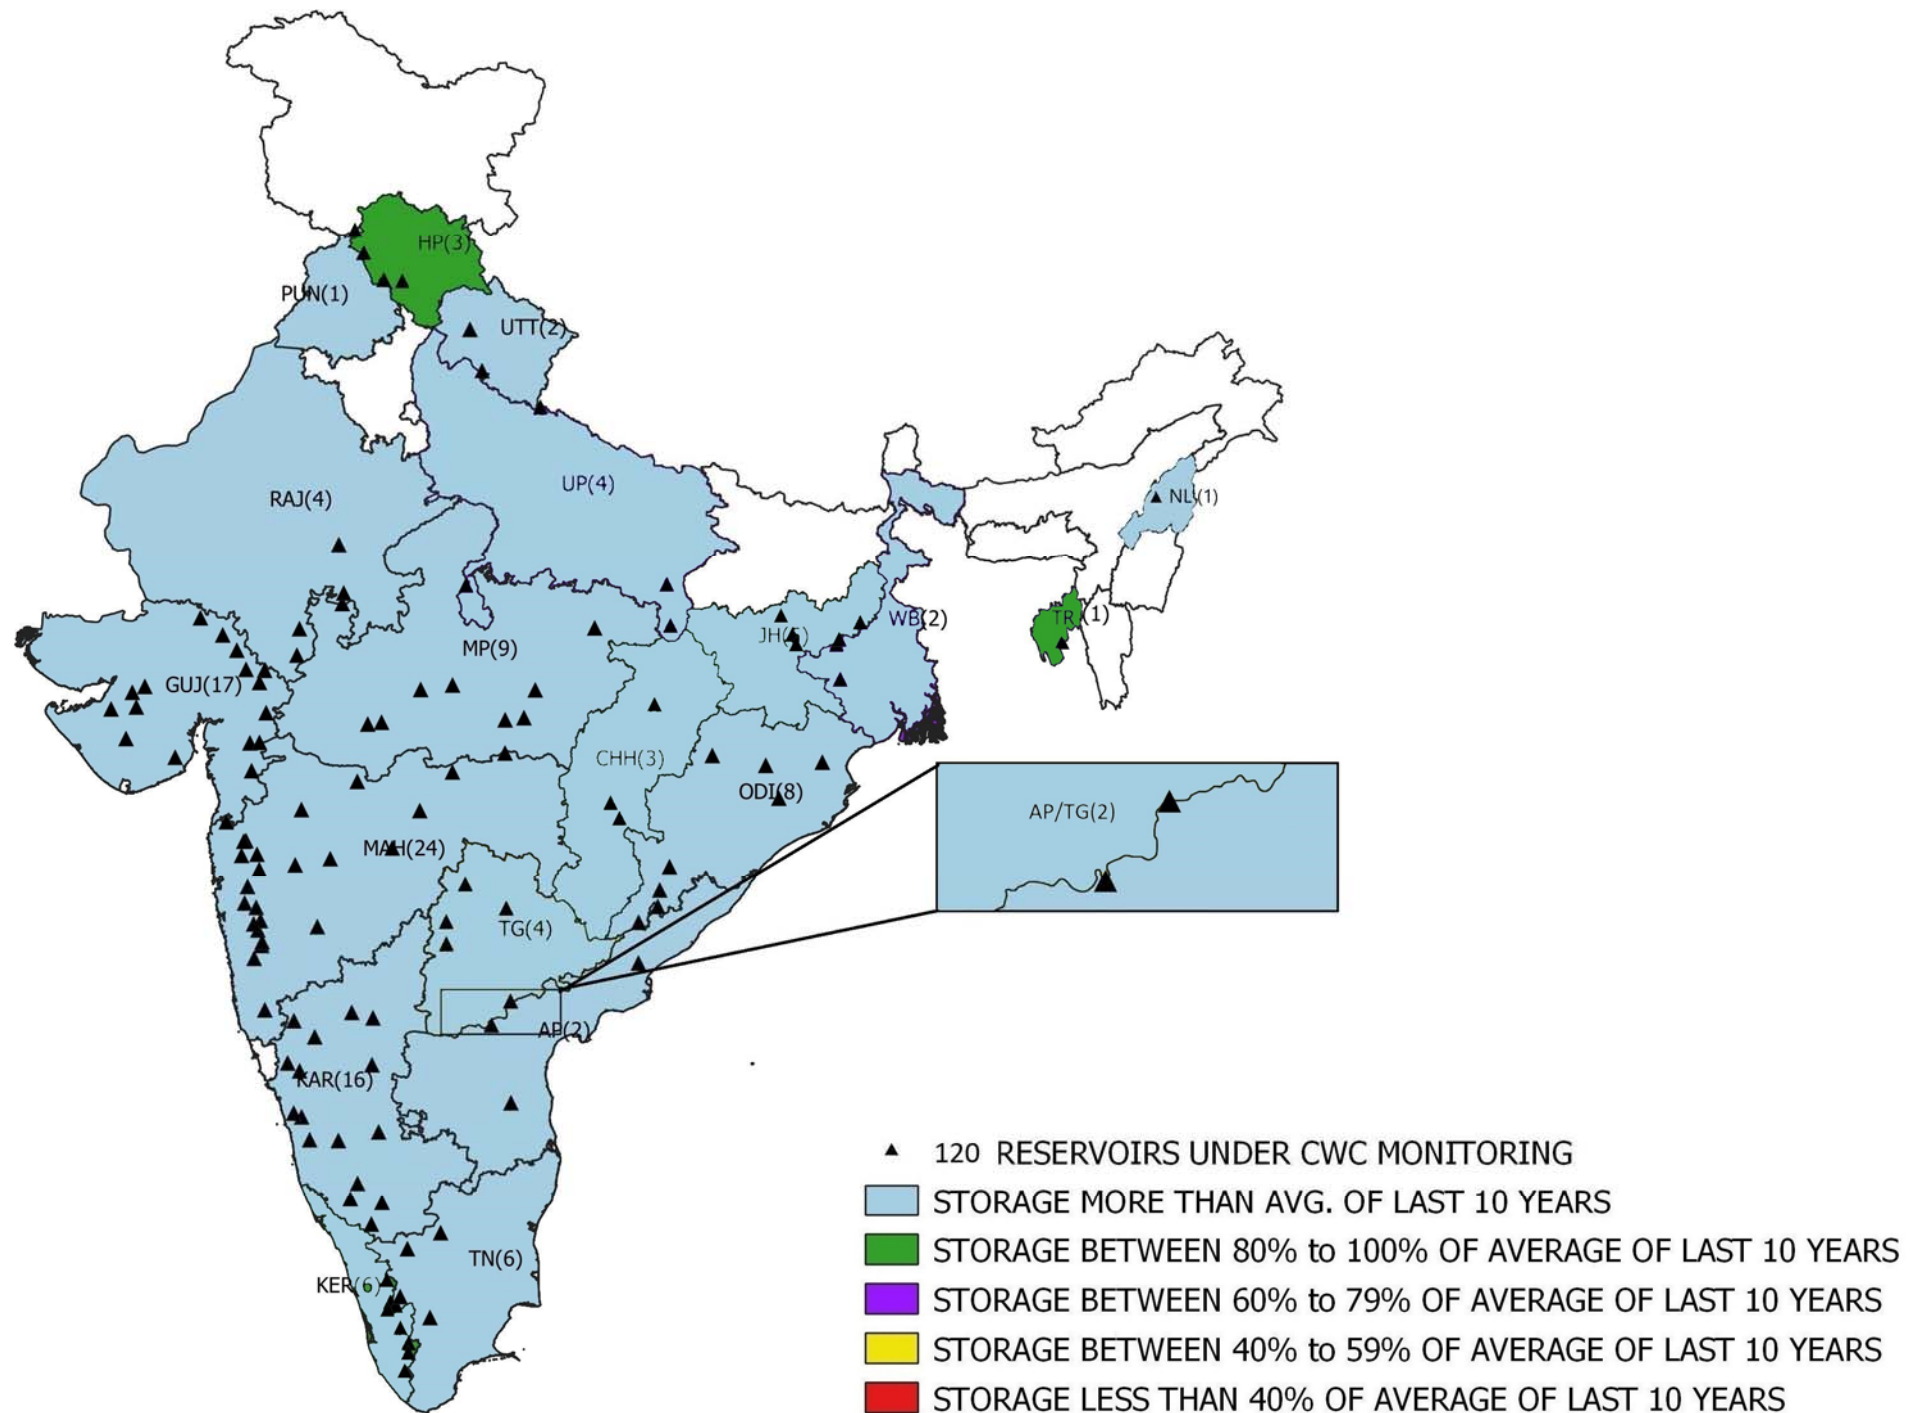 HP(3)
PUN(1)
UTT(2)
RAJ(4)
UP(4)
NL(1)
TR (1)
WB(2)
JH(5)
MP(9)
GUJ(17)
CHH(3)
ODI(8)
MAH(24)
AP/TG(2)
TG(4)
AP(2)
KAR(16)
TN(6)
KER(6)
120 RESERVOIRS UNDER CWC MONITORING
STORAGE MORE THAN AVG. OF LAST 10 YEARS
STORAGE BETWEEN 80% to 100% OF AVERAGE OF LAST 10 YEARS
STORAGE BETWEEN 60% to 79% OF AVERAGE OF LAST 10 YEARS
STORAGE BETWEEN 40% to 59% OF AVERAGE OF LAST 10 YEARS
STORAGE LESS THAN 40% OF AVERAGE OF LAST 10 YEARS